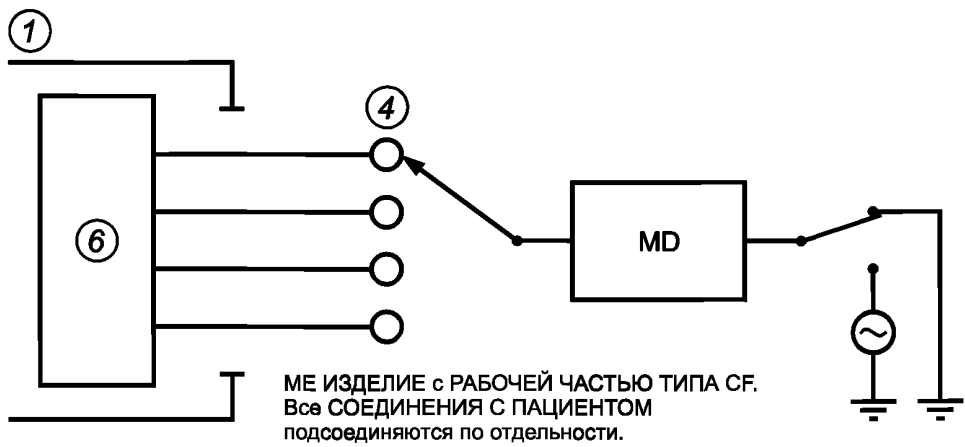 1
4
6
MD
МЕ ИЗДЕЛИЕ с РАБОЧЕЙ ЧАСТЬЮ ТИПА CF.
Все СОЕДИНЕНИЯ С ПАЦИЕНТОМ
подсоединяются по отдельности.